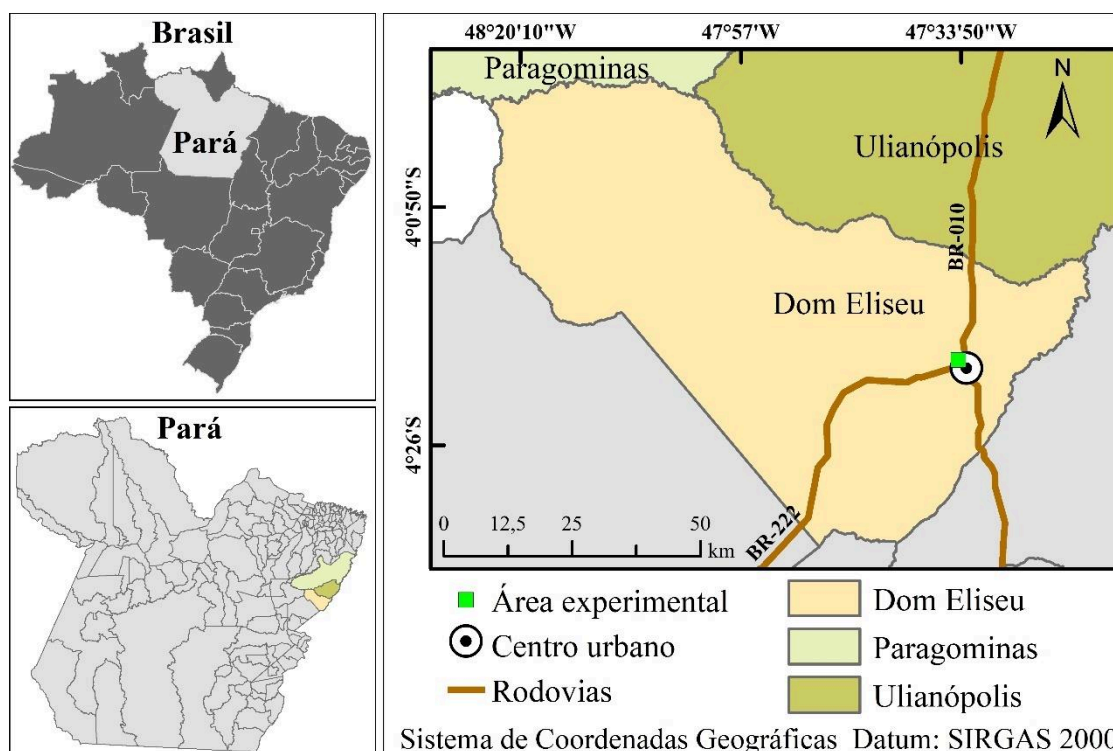 Brasil
Pará
Pará
48°20'10"W
47°57'W
47°33'50"W
Paragominas
N
Ulianópolis
4°0'50"S
BR-010
Dom Eliseu
4°26'S
0 12,5 25 50
km
BR-222
Área experimental
Centro urbano
Rodovias
Dom Eliseu
Paragominas
Ulianópolis
Sistema de Coordenadas Geográficas Datum: SIRGAS 2000